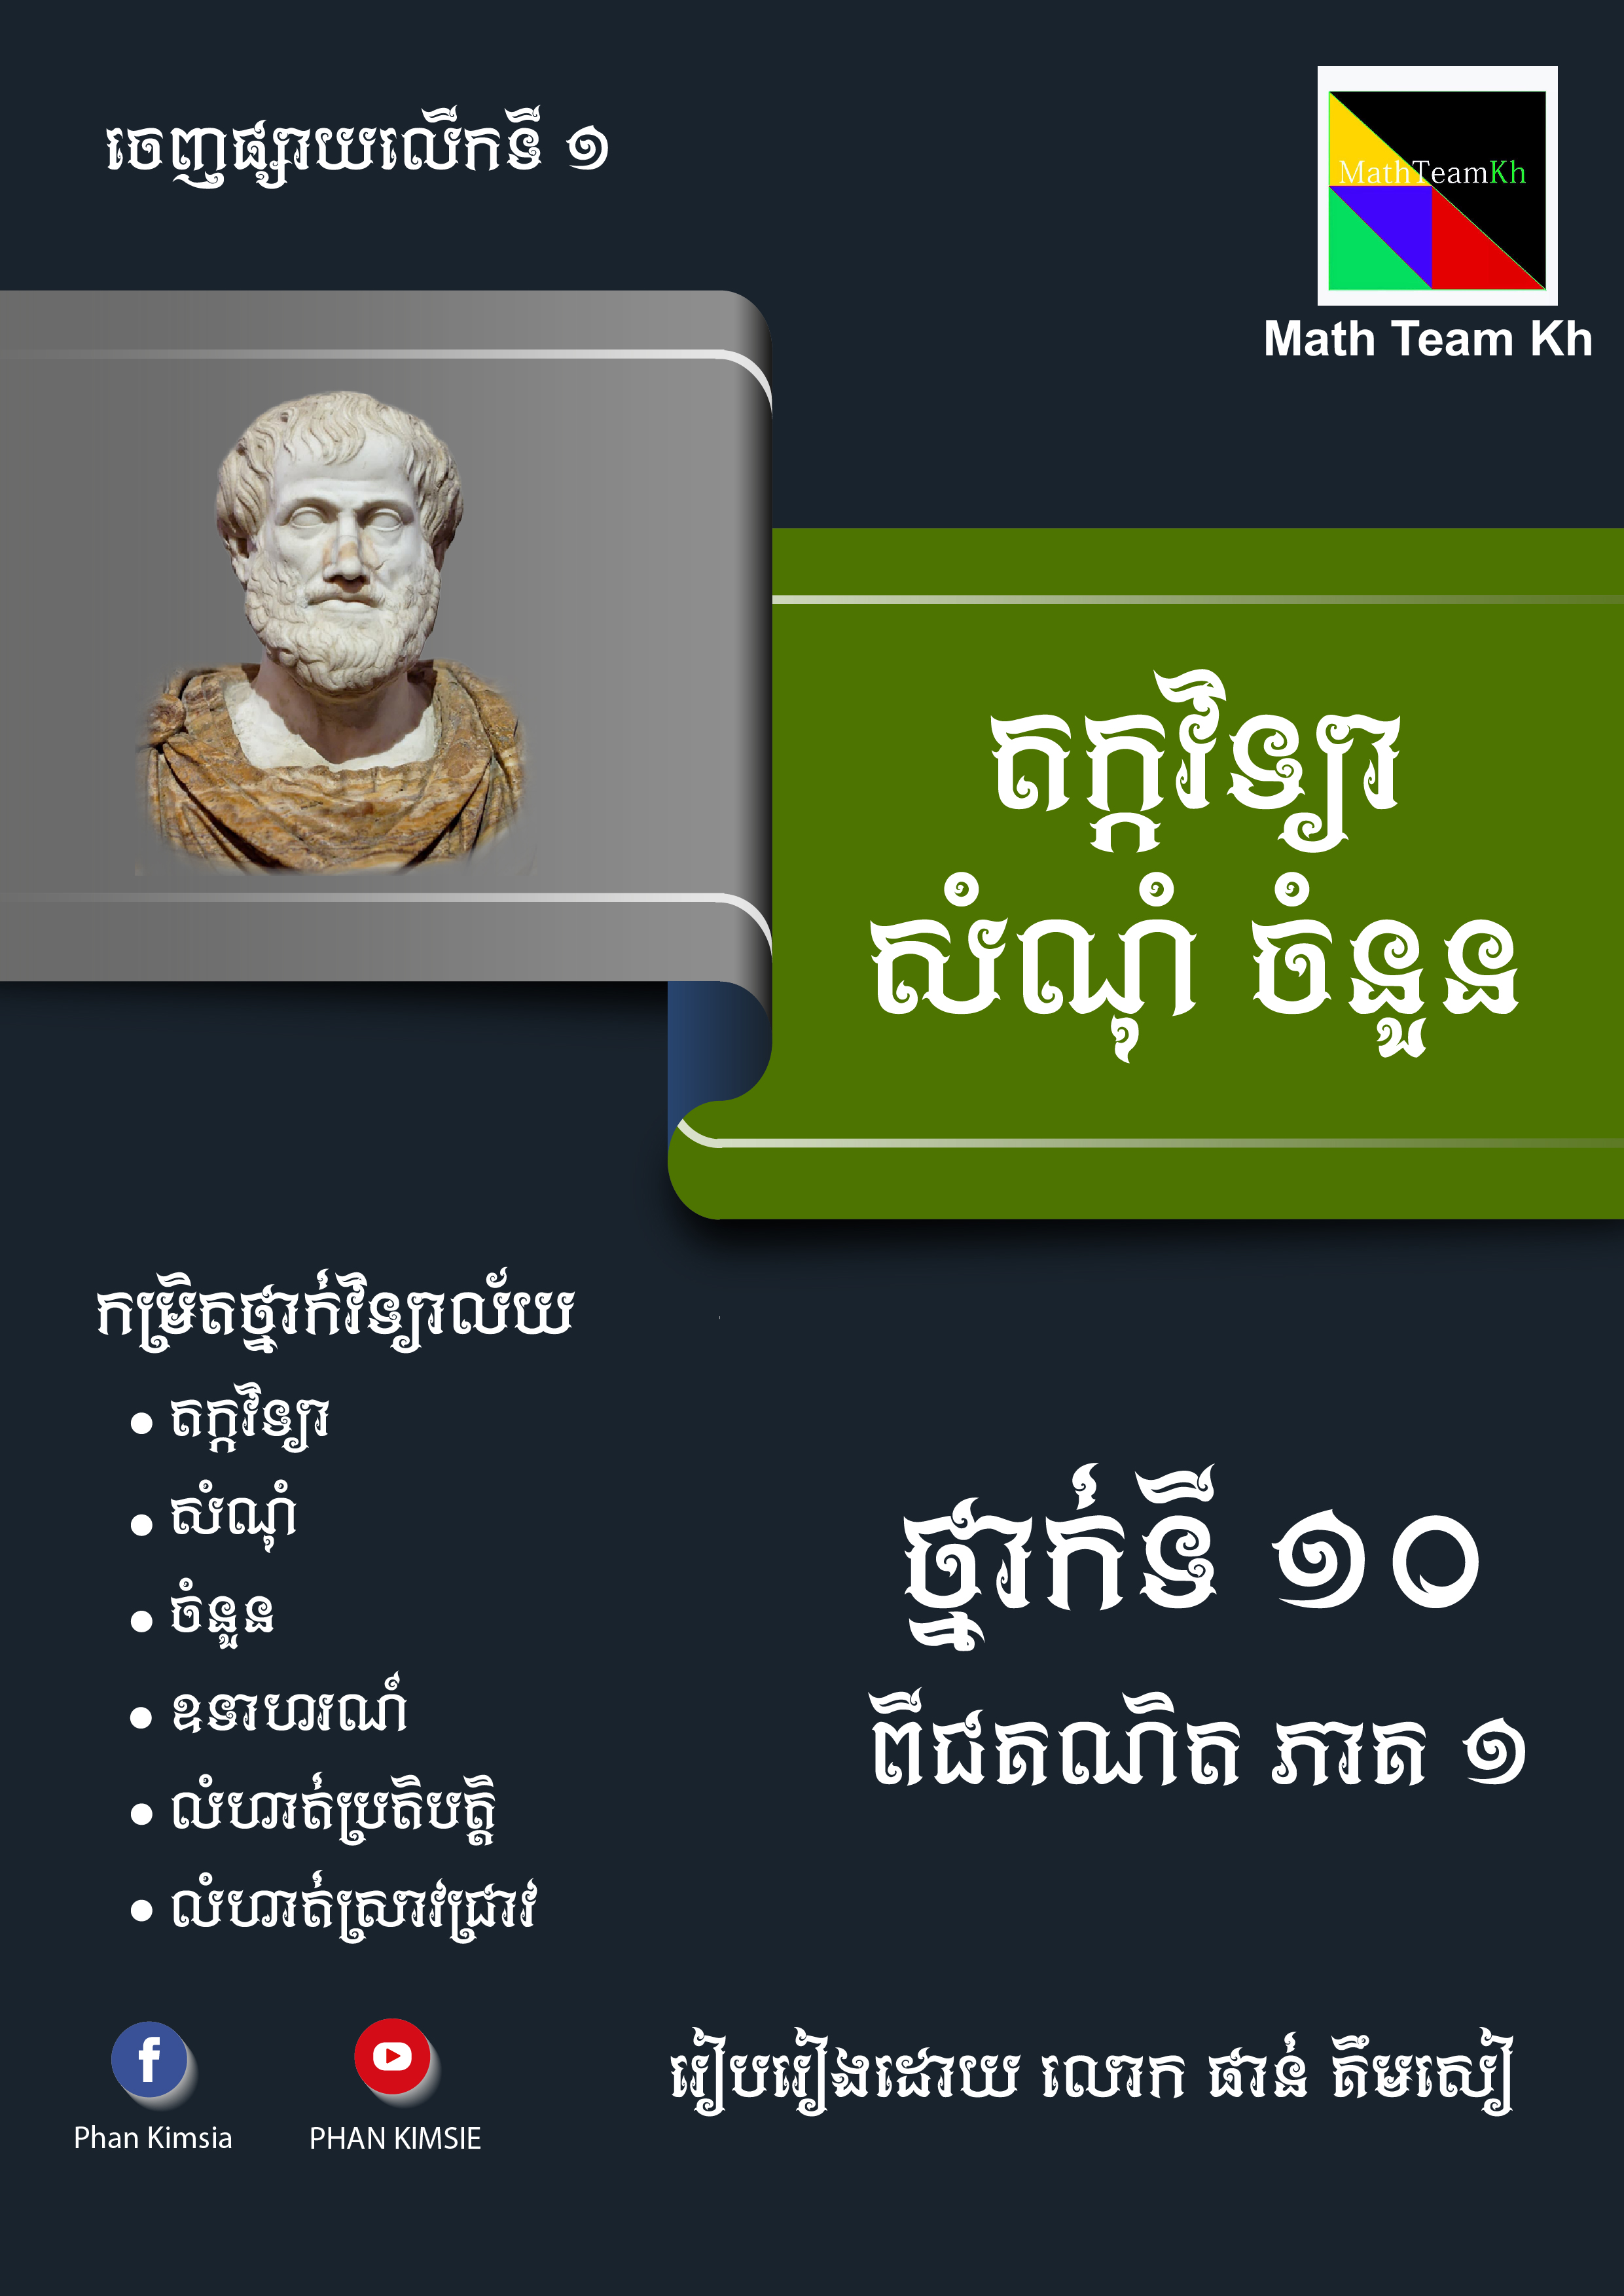 ចេញផ្សាយលើកទី ១
MathTeamKh
Math Team Kh
តក្កវិទ្យា
សំណុំ ចំនួន
កម្រិតថ្នាក់វិទ្យាល័យ
• តក្កវិទ្យា
• សំណុំ
• ចំនួន
• ឧទាហរណ៍
• លំហាត់ប្រតិបត្តិ
• លំហាត់ស្រាវជ្រាវ
ថ្នាក់ទី ១០
ពីជគណិត ភាគ ១
រៀបរៀងដោយ លោក ផាន់ គឹមសៀ
Phan Kimsia
PHAN KIMSIE